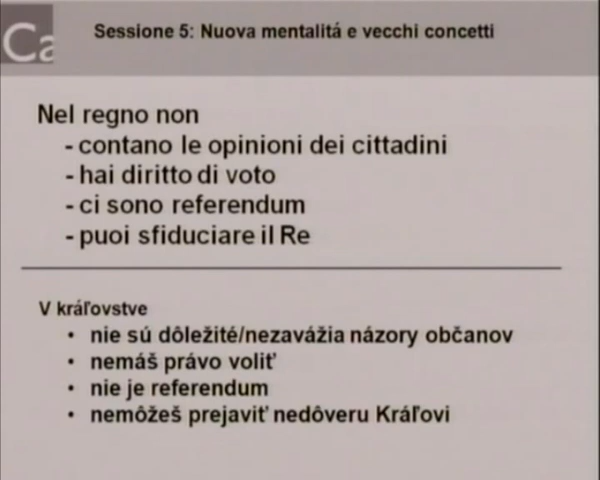 Ca
Sessione 5: Nuova mentalitá e vecchi concetti
Nel regno non
- contano le opinioni dei cittadini
- hai diritto di voto
- ci sono referendum
- puoi sfiduciare il Re
V kráľovstve
• nie sú dôležité/nezavážia názory občanov
• nemáš právo voliť
• nie je referendum
• nemôžeš prejaviť nedôveru Kráľovi